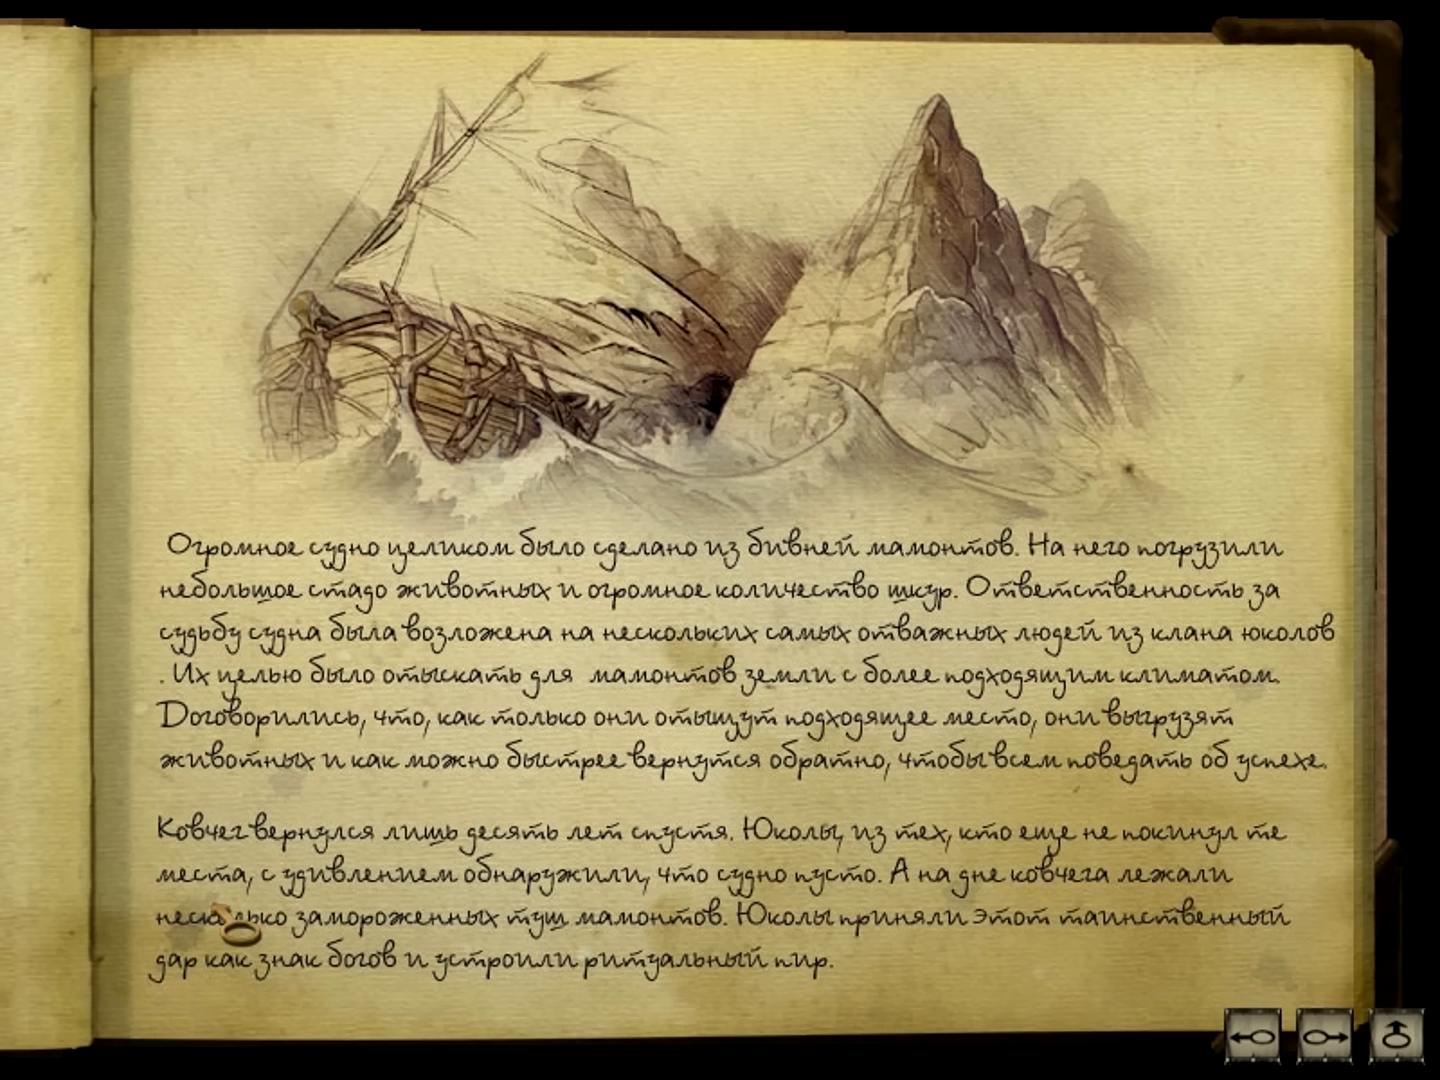 Огромное судно целиком было сделано из бивней мамонтов. На него погрузили
небольшое стадо животных и огромное количество шкур. Ответственность за
судьбу судна была возложена на нескольких самых отважных людей из клана юколов
. Их целью было отыскать для мамонтов земли с более подходящим климатом.
Договорились, что, как только они отыщут подходящее место, они выгрузят
животных и как можно быстрее вернутся обратно, чтобы всем поведать об успехе.
Ковчег вернулся лишь десять лет спустя. Юколы, из тех, кто еще не покинул те
места, с удивлением обнаружили, что судно пусто. А на дне ковчега лежали
несколько замороженных туш мамонтов. Юколы приняли этот таинственный
дар как знак богов и устроили ритуальный пир.